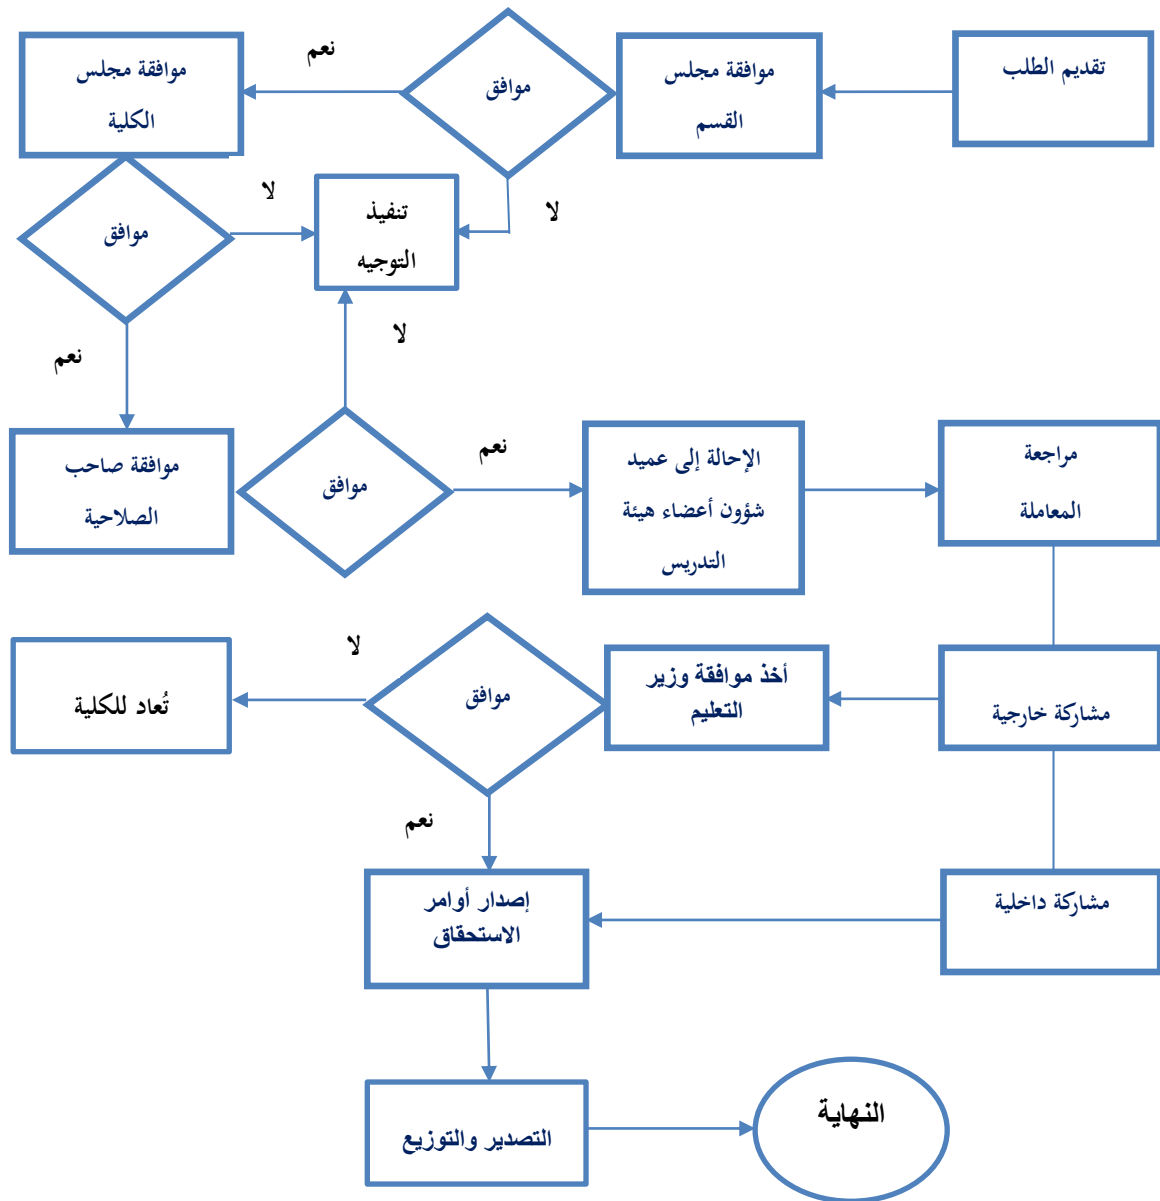 تقديم الطلب
موافقة مجلس
القسم
موافق
نعم
موافقة مجلس
الكلية
لا
تنفيذ
التوجيه
لا
موافق
لا
نعم
موافقة صاحب
الصلاحية
موافق
نعم
الإحالة إلى عميد
شؤون أعضاء هيئة
التدريس
مراجعة
المعاملة
مشاركة خارجية
أخذ موافقة وزير
التعليم
موافق
لا
تُعاد للكلية
نعم
مشاركة داخلية
إصدار أوامر
الاستحقاق
التصدير والتوزيع
النهاية